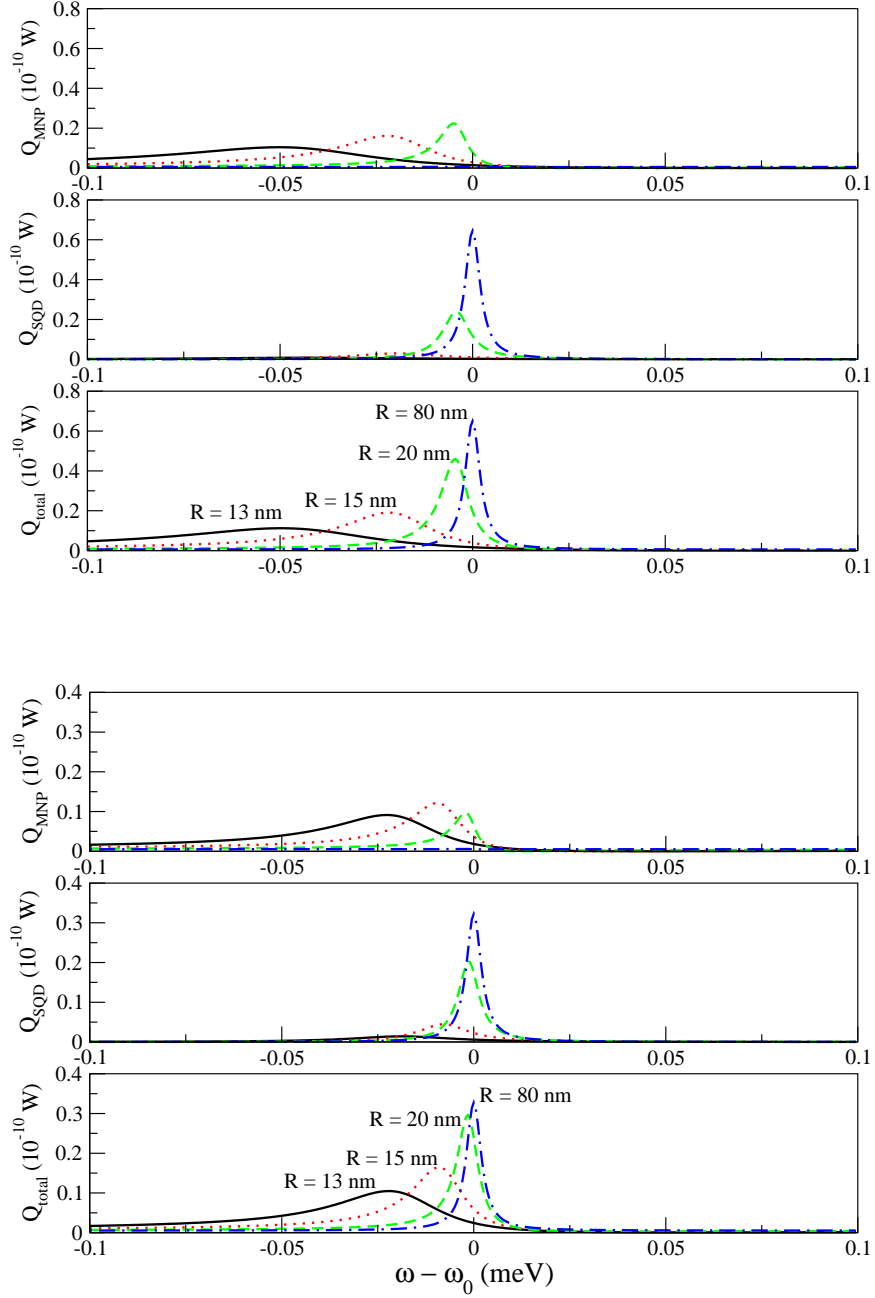 0.8
0.6
0.4
0.2
0
Q_MNP (10^-10 W)
-0.1 -0.05 0 0.05 0.1
0.8
0.6
0.4
0.2
0
Q_SQD (10^-10 W)
-0.1 -0.05 0 0.05 0.1
0.8
0.6
0.4
0.2
0
Q_total (10^-10 W)
R = 80 nm
R = 20 nm
R = 15 nm
R = 13 nm
-0.1 -0.05 0 0.05 0.1
0.4
0.3
0.2
0.1
0
Q_MNP (10^-10 W)
-0.1 -0.05 0 0.05 0.1
0.4
0.3
0.2
0.1
0
Q_SQD (10^-10 W)
-0.1 -0.05 0 0.05 0.1
0.4
0.3
0.2
0.1
0
Q_total (10^-10 W)
R = 80 nm
R = 20 nm
R = 15 nm
R = 13 nm
-0.1 -0.05 0 0.05 0.1
ω − ω_0 (meV)